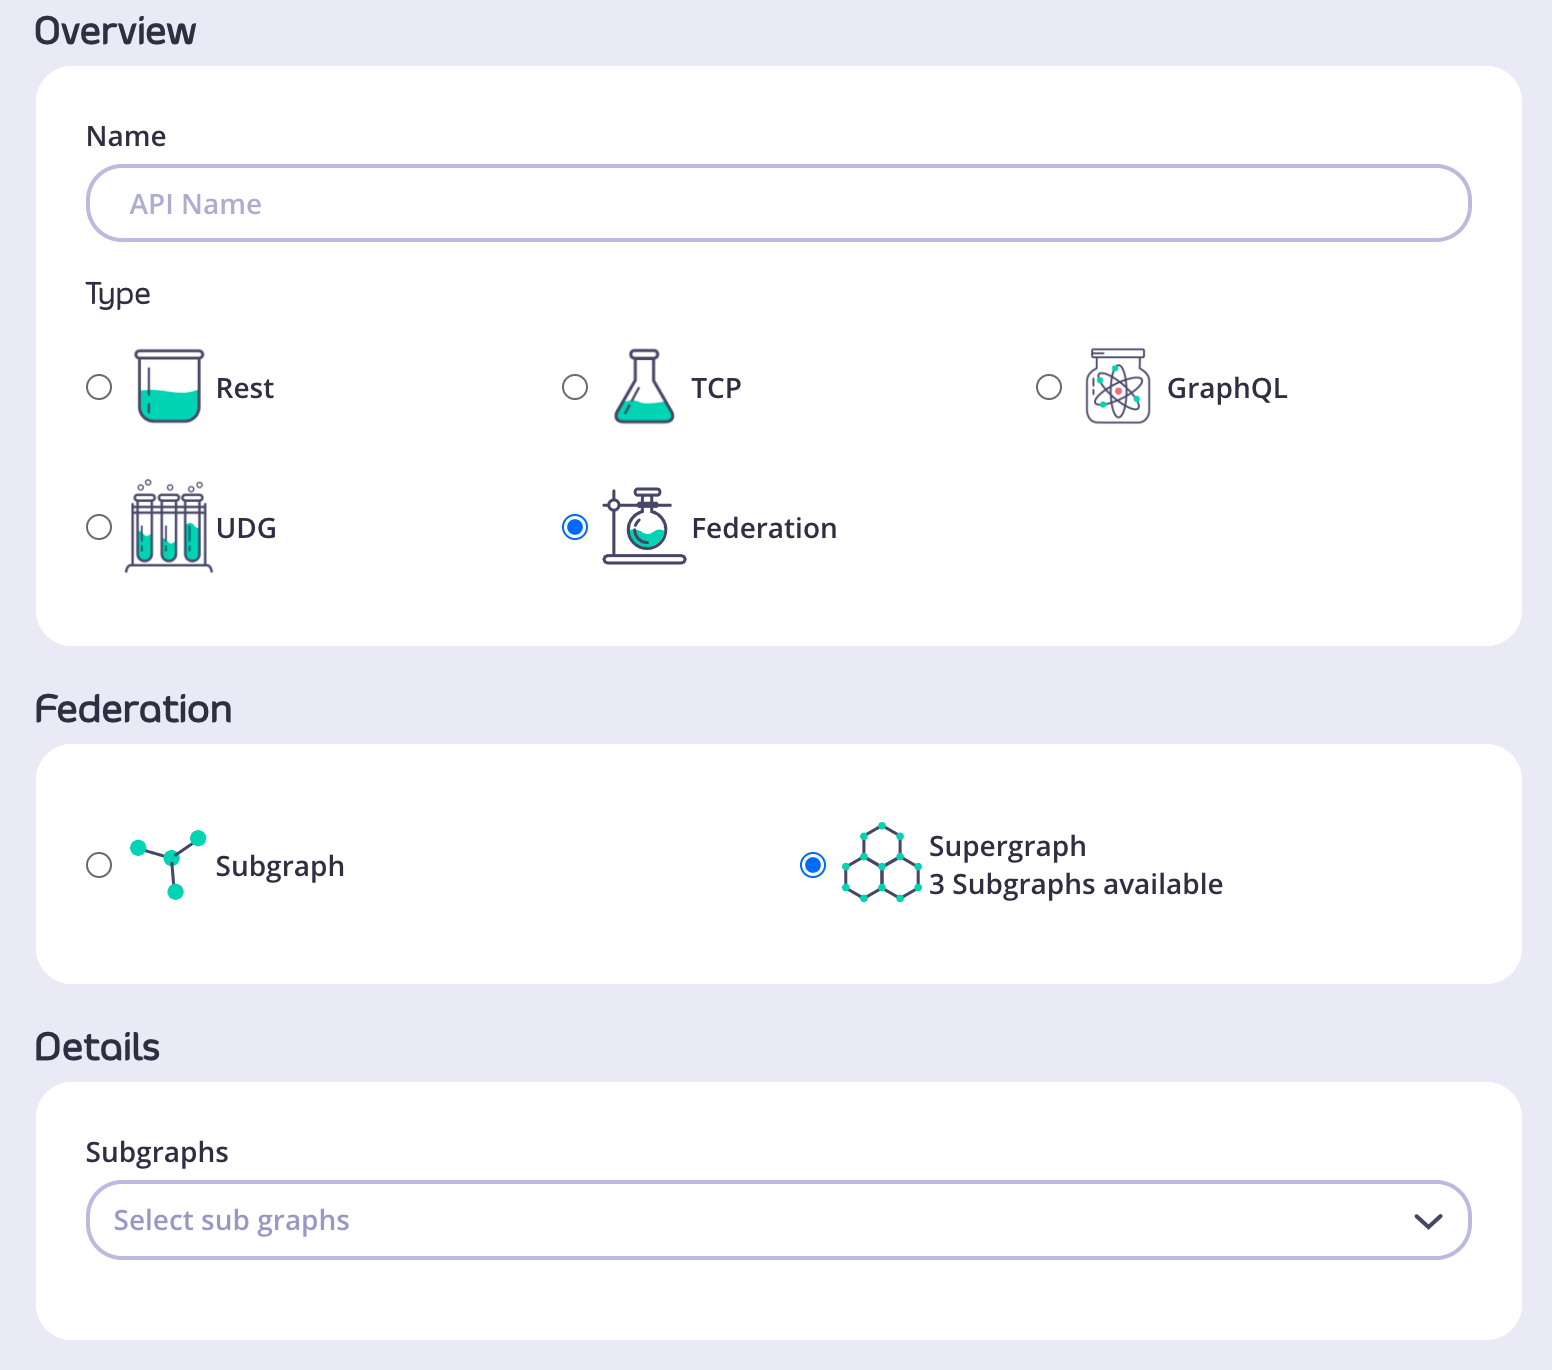 Overview
Name
API Name
Type
Rest
TCP
GraphQL
UDG
Federation
Federation
Subgraph
Supergraph
3 Subgraphs available
Details
Subgraphs
Select sub graphs